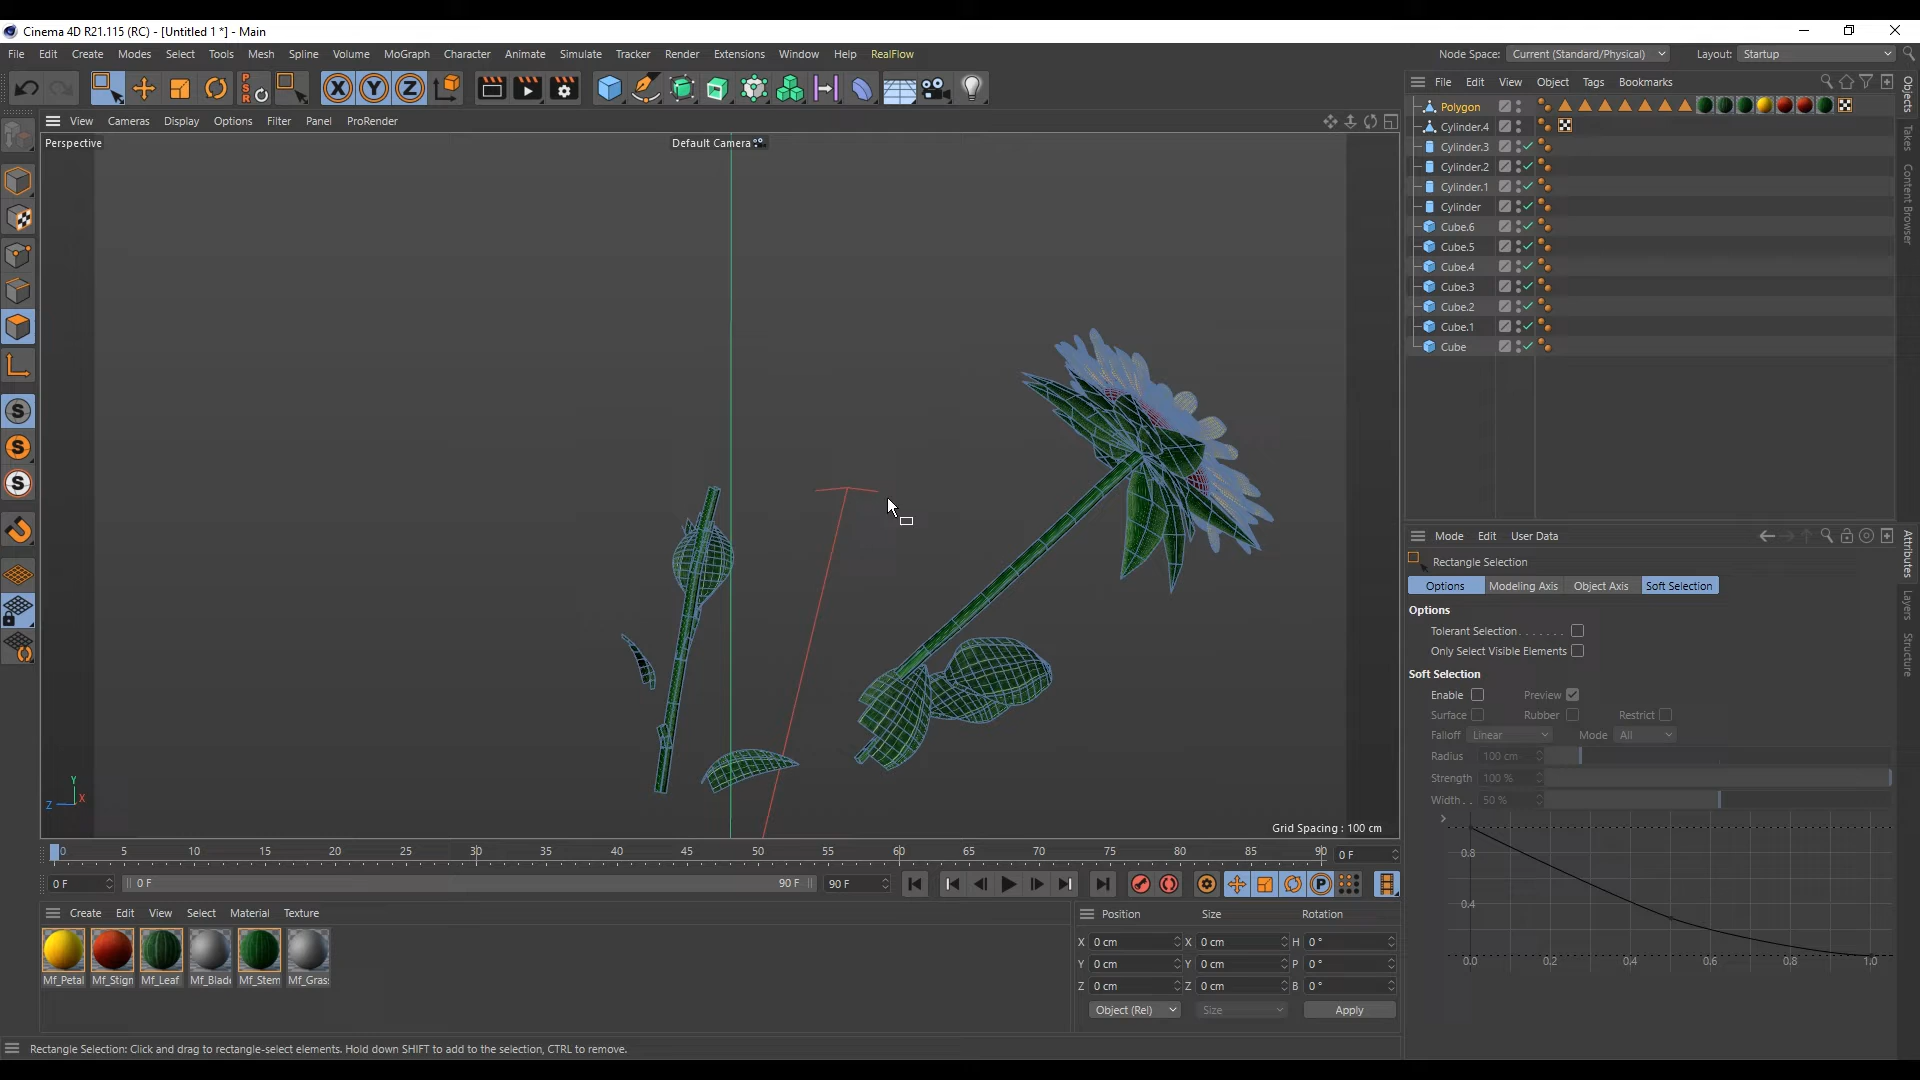 Cinema 4D R21.115 (RC) - [Untitled 1 *] - Main
File Edit Create Modes Select Tools Mesh Spline Volume MoGraph Character Animate Simulate Tracker Render Extensions Window Help RealFlow
Node Space: Current (Standard/Physical) Layout: Startup
File Edit View Object Tags Bookmarks
View Cameras Display Options Filter Panel ProRender
Perspective
Default Camera
Polygon
Cylinder.4
Cylinder.3
Cylinder.2
Cylinder.1
Cylinder
Cube.6
Cube.5
Cube.4
Cube.3
Cube.2
Cube.1
Cube
Objects
Takes
Content Browser
Y
Z X
Grid Spacing : 100 cm
Mode Edit User Data
Rectangle Selection
Options Modeling Axis Object Axis Soft Selection
Options
Tolerant Selection. . . . . . .
Only Select Visible Elements
Soft Selection
Enable Preview
Surface Rubber Restrict
Falloff Linear Mode All
Radius 100 cm
Strength 100 %
Width. . 50 %
0.8
0.4
0.0 0.2 0.4 0.6 0.8 1.0
Attributes
Layers
Structure
0 5 10 15 20 25 30 35 40 45 50 55 60 65 70 75 80 85 90 0 F
0 F 0 F 90 F 90 F
Create Edit View Select Material Texture
Mf_Petal Mf_Stign Mf_Leaf Mf_Blade Mf_Stem Mf_Grass
Position Size Rotation
X 0 cm X 0 cm H 0 °
Y 0 cm Y 0 cm P 0 °
Z 0 cm Z 0 cm B 0 °
Object (Rel) Size Apply
Rectangle Selection: Click and drag to rectangle-select elements. Hold down SHIFT to add to the selection, CTRL to remove.